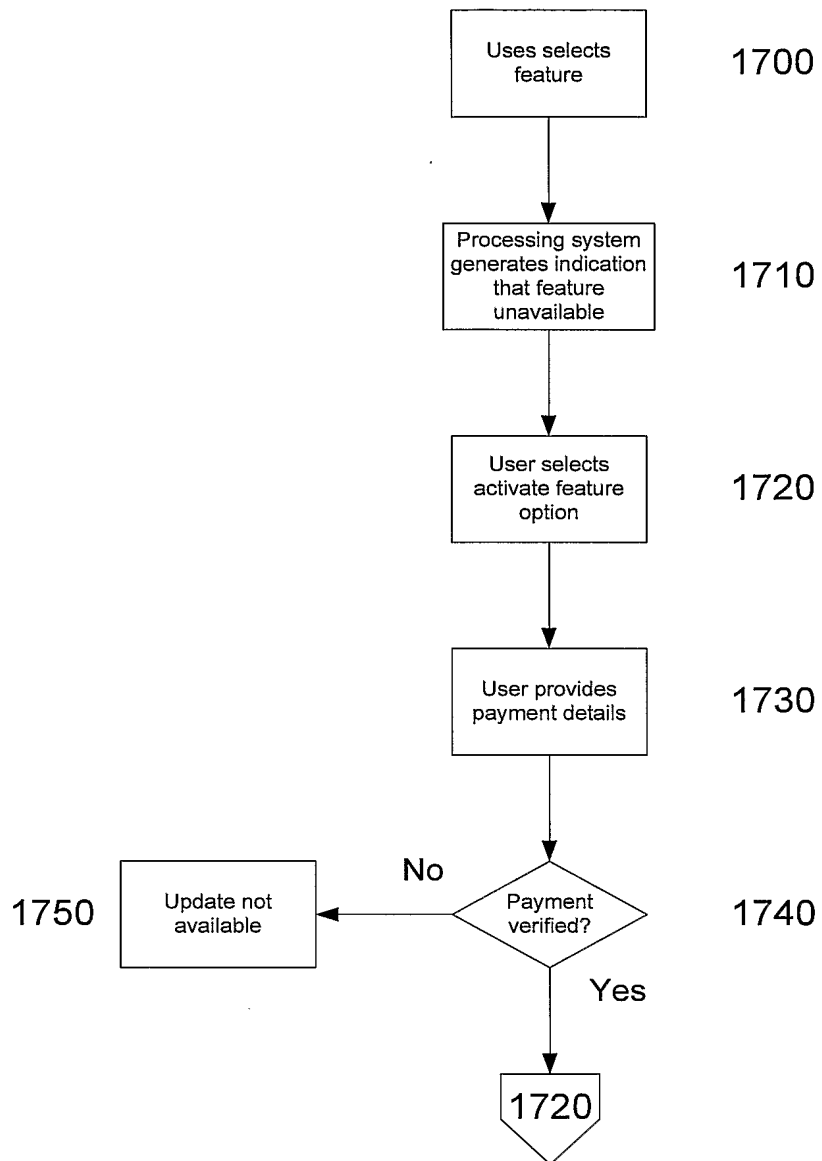 Uses selects
feature
1700
Processing system
generates indication
that feature
unavailable
1710
User selects
activate feature
option
1720
User provides
payment details
1730
No
1750
Update not
available
Payment
verified?
1740
Yes
1720